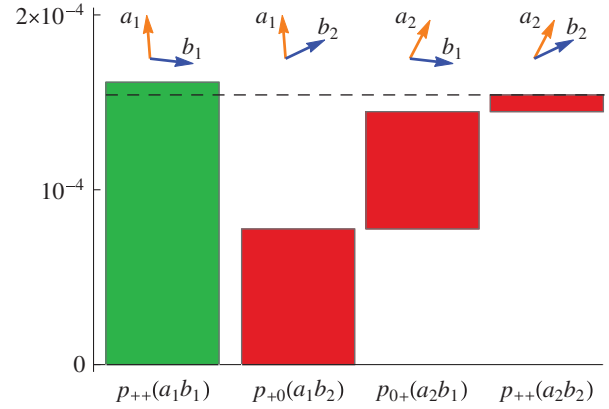 2×10⁻⁴
a₁ b₁ a₁ b₂ a₂ b₁ a₂ b₂
10⁻⁴
0
p₊₊(a₁b₁) p₊₀(a₁b₂) p₀₊(a₂b₁) p₊₊(a₂b₂)